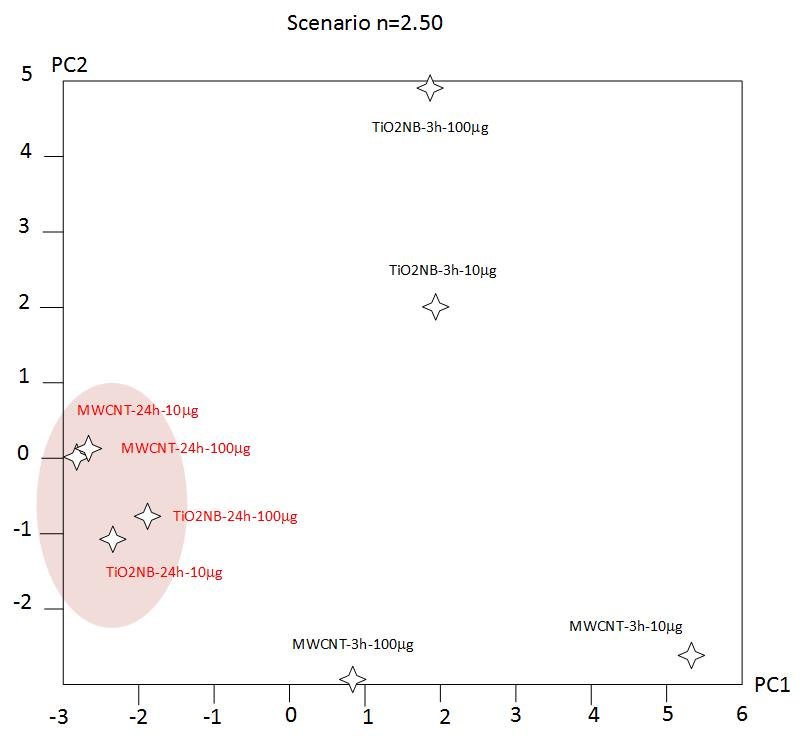 Scenario n=2.50
PC2
5
TiO2NB-3h-100µg
4
3
TiO2NB-3h-10µg
2
1
MWCNT-24h-10µg
MWCNT-24h-100µg
0
TiO2NB-24h-100µg
-1
TiO2NB-24h-10µg
-2
MWCNT-3h-10µg
MWCNT-3h-100µg
PC1
-3 -2 -1 0 1 2 3 4 5 6